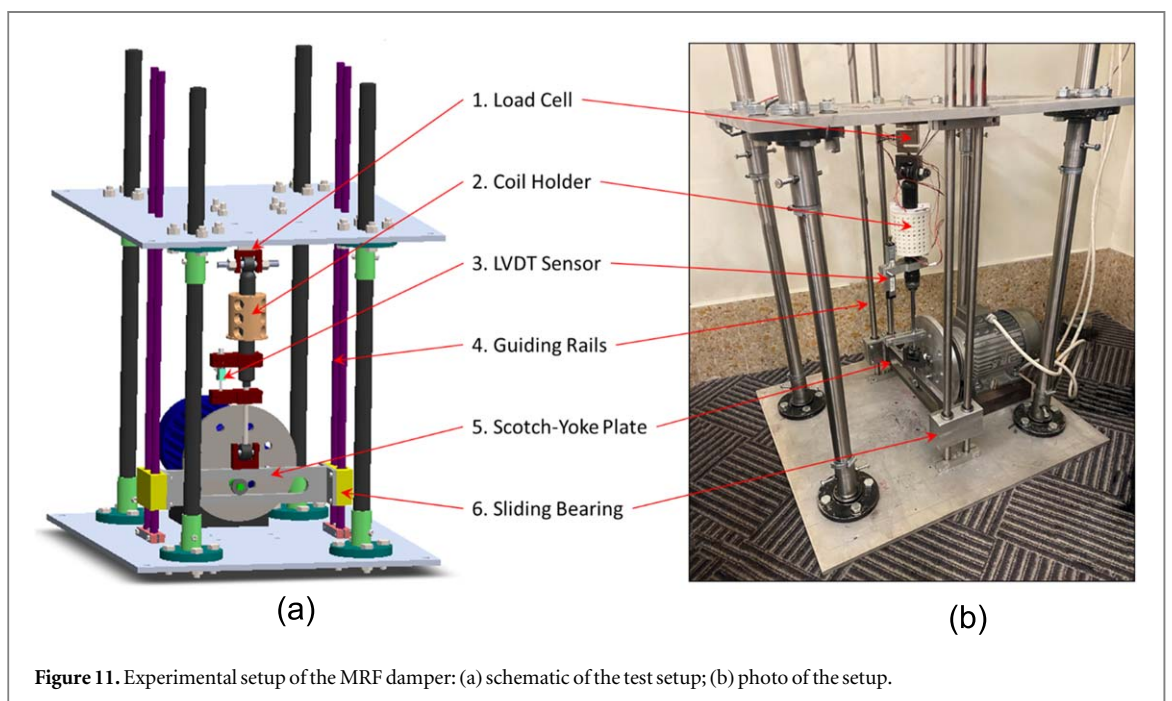 1. Load Cell
2. Coil Holder
3. LVDT Sensor
4. Guiding Rails
5. Scotch-Yoke Plate
6. Sliding Bearing
(a)
(b)
Figure 11. Experimental setup of the MRF damper: (a) schematic of the test setup; (b) photo of the setup.